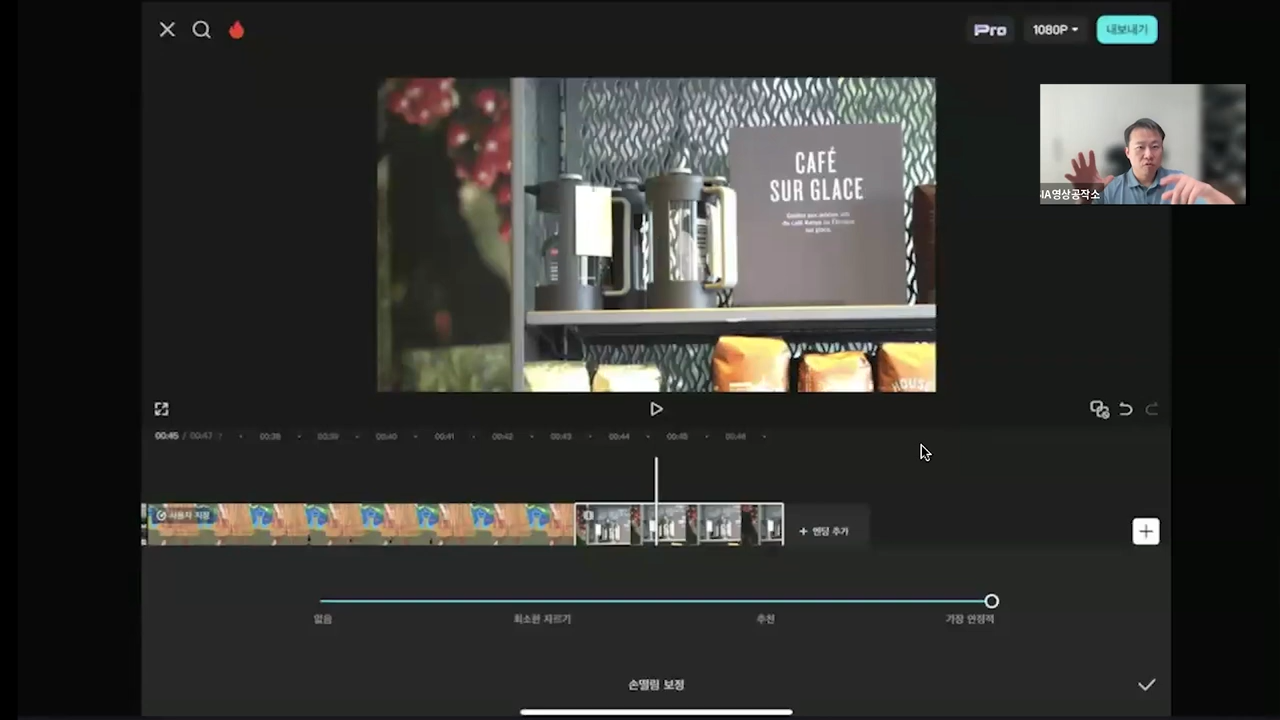 Pro
1080P
내보내기
CAFÉ
SUR GLACE
sur glace.
HOUSE
IA영상공작소
00:45 / 00:47
00:38
00:39
00:40
00:41
00:42
00:43
00:44
00:45
00:46
사용자 지정
+ 엔딩 추가
없음
최소한 자르기
추천
가장 안정적
손떨림 보정